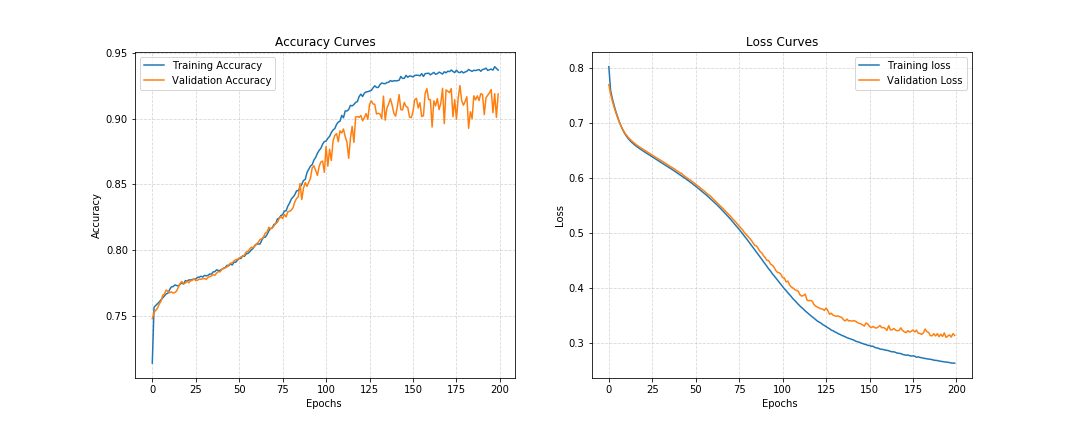 Accuracy Curves
Training Accuracy
Validation Accuracy
0.95
0.90
0.85
0.80
0.75
Accuracy
0 25 50 75 100 125 150 175 200
Epochs
Loss Curves
Training loss
Validation Loss
0.8
0.7
0.6
0.5
0.4
0.3
Loss
0 25 50 75 100 125 150 175 200
Epochs